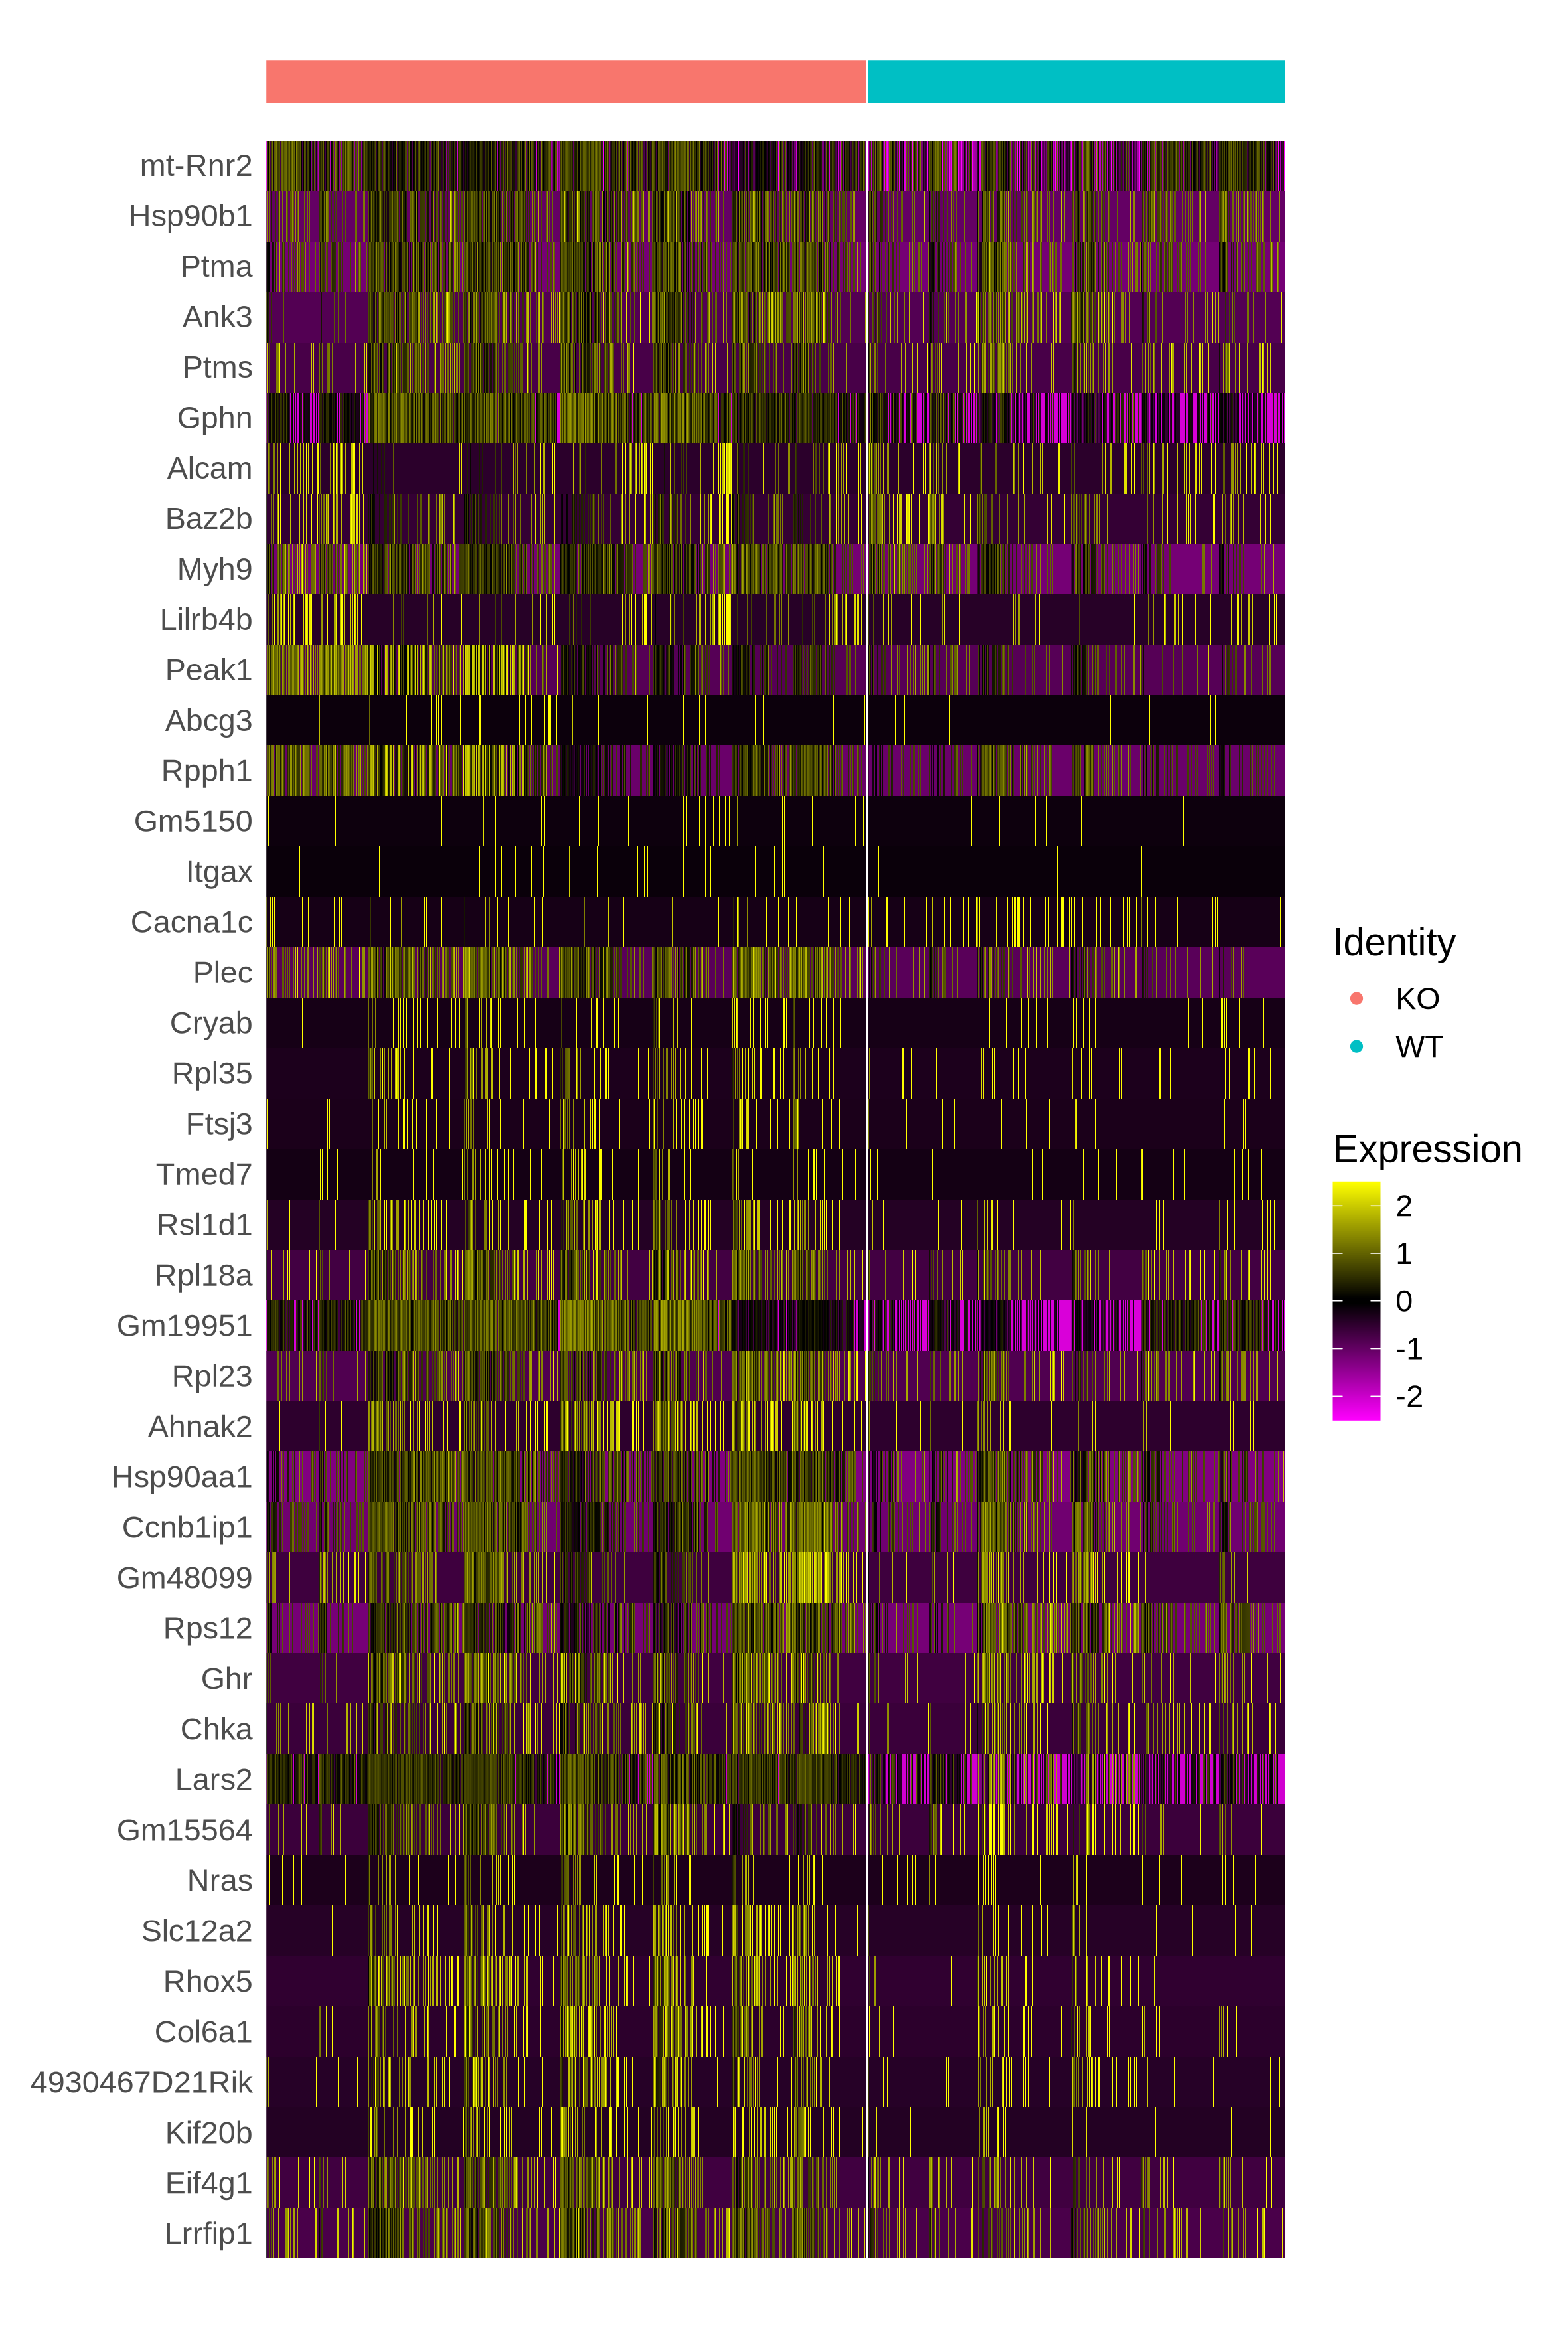 mt-Rnr2
Hsp90b1
Ptma
Ank3
Ptms
Gphn
Alcam
Baz2b
Myh9
Lilrb4b
Peak1
Abcg3
Rpph1
Gm5150
Itgax
Cacna1c
Plec
Cryab
Rpl35
Ftsj3
Tmed7
Rsl1d1
Rpl18a
Gm19951
Rpl23
Ahnak2
Hsp90aa1
Ccnb1ip1
Gm48099
Rps12
Ghr
Chka
Lars2
Gm15564
Nras
Slc12a2
Rhox5
Col6a1
4930467D21Rik
Kif20b
Eif4g1
Lrrfip1
Identity
KO
WT
Expression
2
1
0
-1
-2